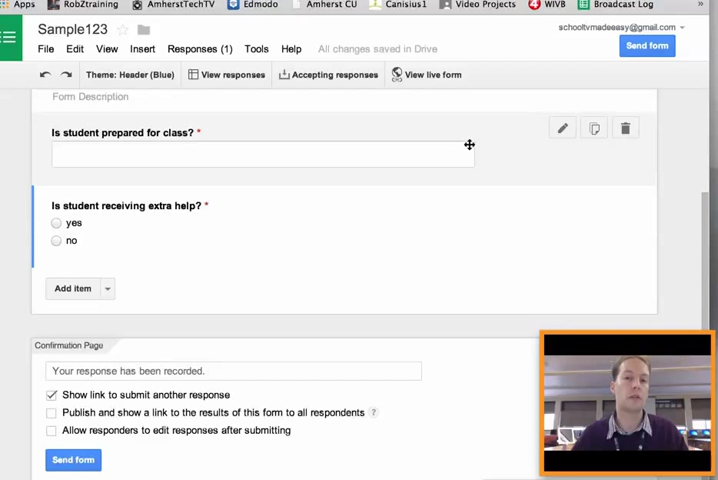 Apps RobZtraining AmherstTechTV Edmodo Amherst CU Canisius1 Video Projects 4 WIVB Broadcast Log »
Sample123
schooltvmadeeasy@gmail.com
File Edit View Insert Responses (1) Tools Help All changes saved in Drive
Send form
Theme: Header (Blue) View responses Accepting responses View live form
Form Description
Is student prepared for class? *
Is student receiving extra help? *
yes
no
Add item
Confirmation Page
Your response has been recorded.
Show link to submit another response
Publish and show a link to the results of this form to all respondents ?
Allow responders to edit responses after submitting
Send form